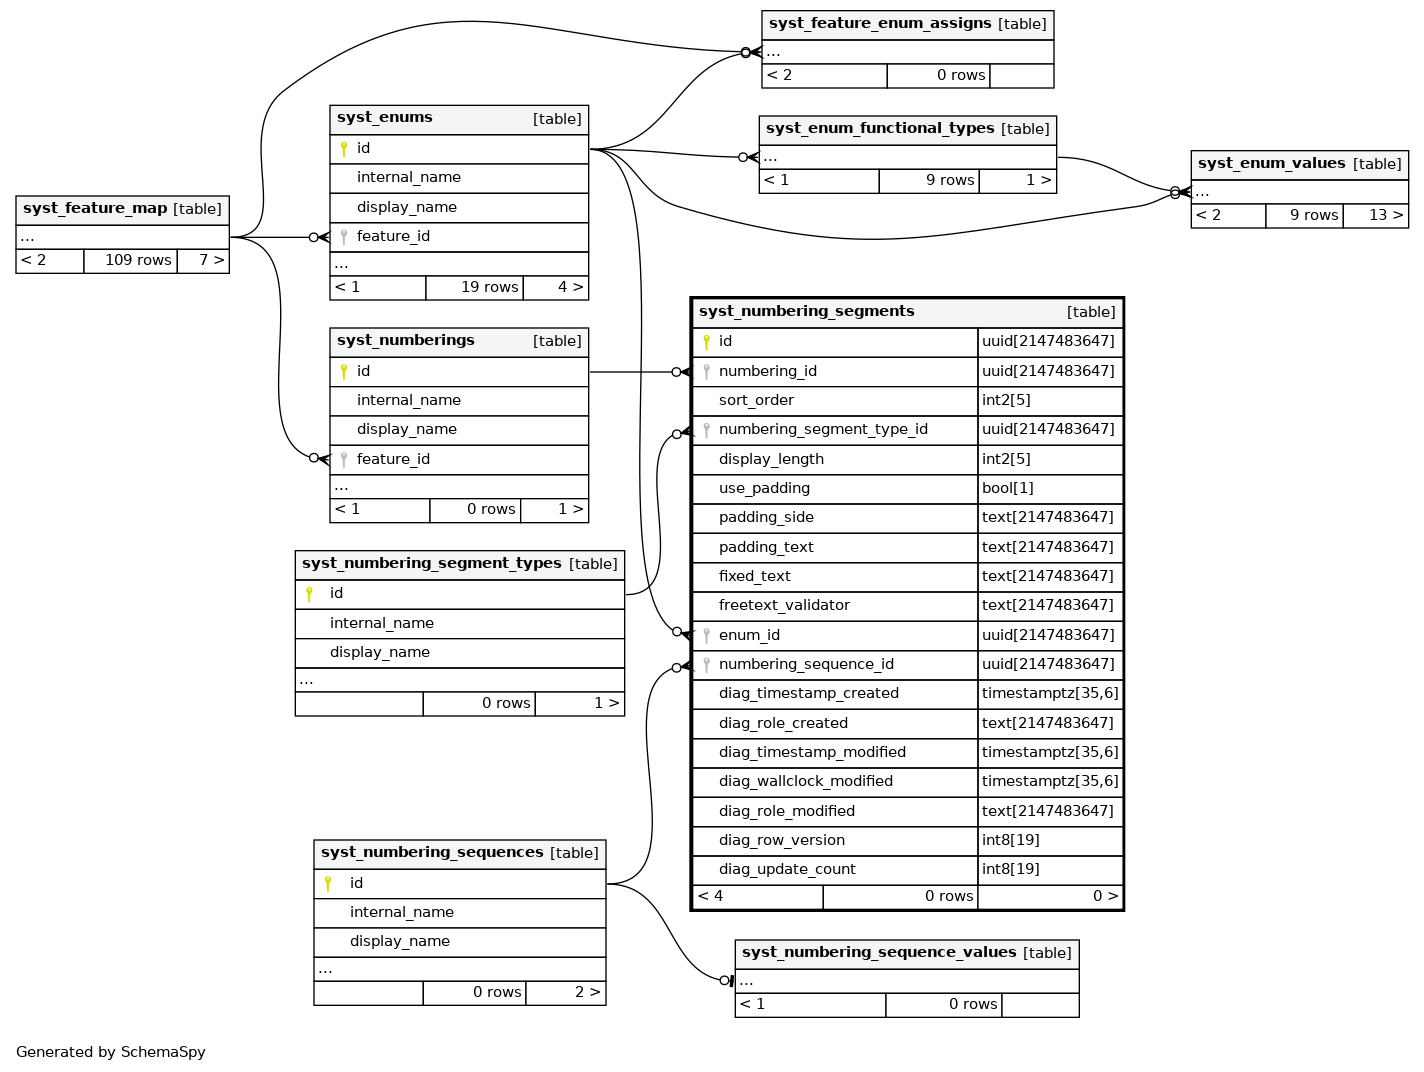 syst_feature_enum_assigns [table]
...
< 2 0 rows
syst_enums [table]
id
internal_name
display_name
feature_id
...
< 1 19 rows 4 >
syst_enum_functional_types [table]
...
< 1 9 rows 1 >
syst_enum_values [table]
...
< 2 9 rows 13 >
syst_feature_map [table]
...
< 2 109 rows 7 >
syst_numberings [table]
id
internal_name
display_name
feature_id
...
< 1 0 rows 1 >
syst_numbering_segments [table]
id uuid[2147483647]
numbering_id uuid[2147483647]
sort_order int2[5]
numbering_segment_type_id uuid[2147483647]
display_length int2[5]
use_padding bool[1]
padding_side text[2147483647]
padding_text text[2147483647]
fixed_text text[2147483647]
freetext_validator text[2147483647]
enum_id uuid[2147483647]
numbering_sequence_id uuid[2147483647]
diag_timestamp_created timestamptz[35,6]
diag_role_created text[2147483647]
diag_timestamp_modified timestamptz[35,6]
diag_wallclock_modified timestamptz[35,6]
diag_role_modified text[2147483647]
diag_row_version int8[19]
diag_update_count int8[19]
< 4 0 rows 0 >
syst_numbering_segment_types [table]
id
internal_name
display_name
...
0 rows 1 >
syst_numbering_sequences [table]
id
internal_name
display_name
...
0 rows 2 >
syst_numbering_sequence_values [table]
...
< 1 0 rows
Generated by SchemaSpy